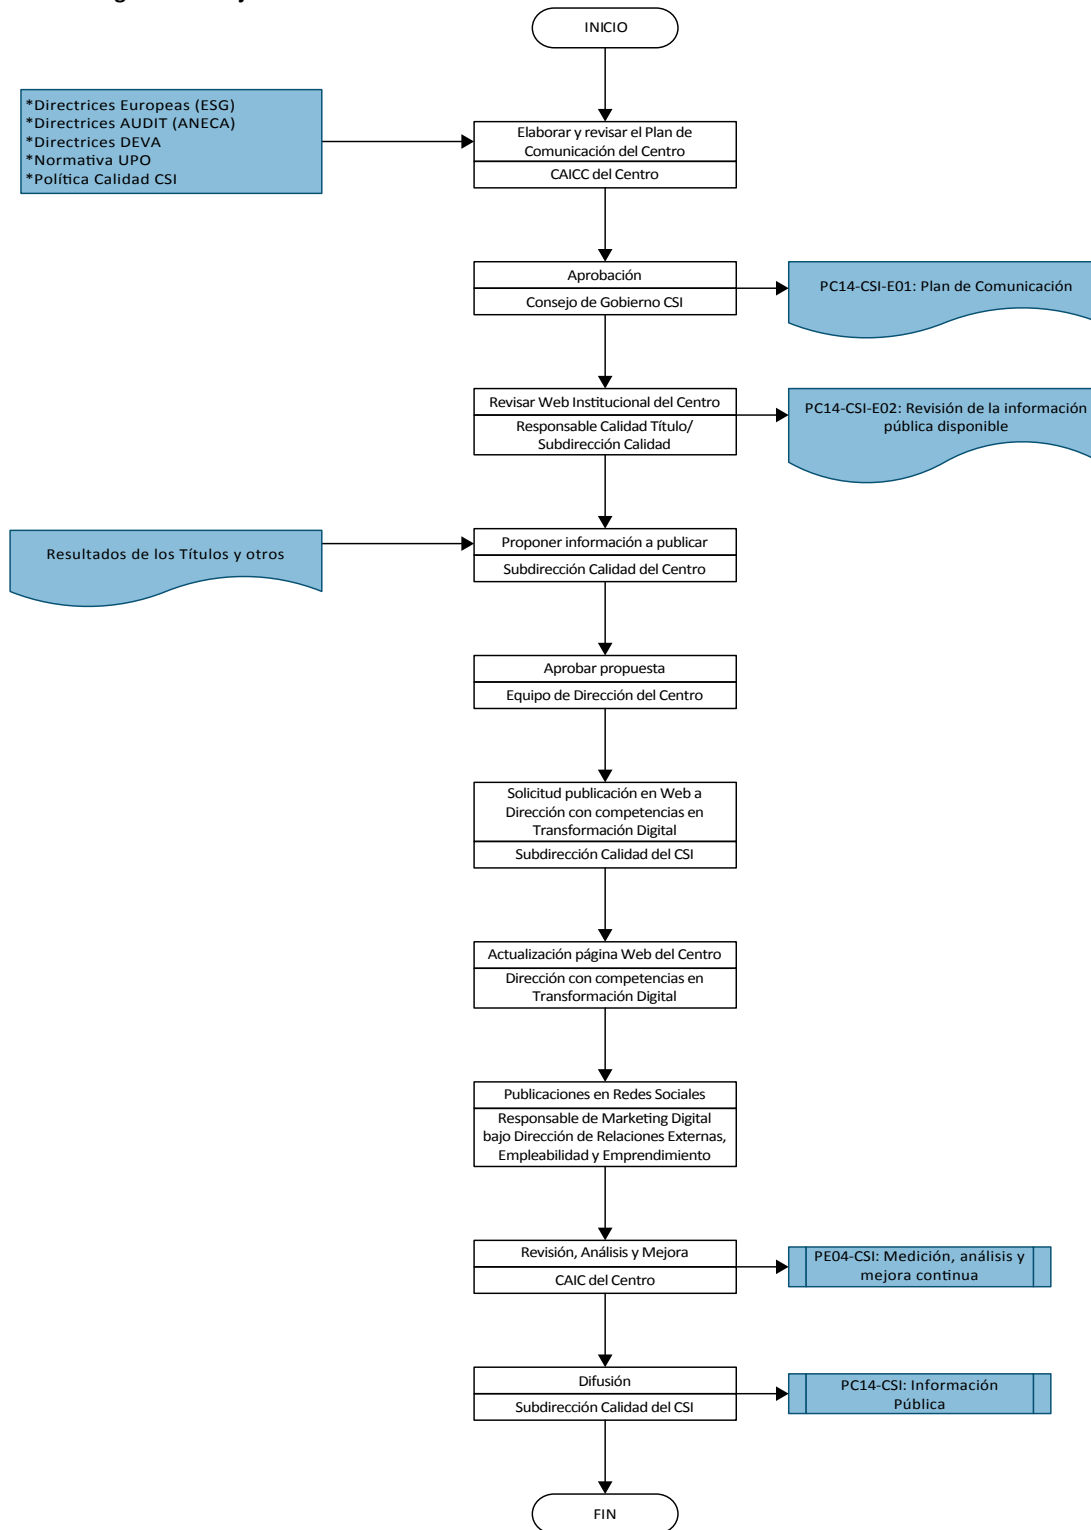 INICIO
*Directrices Europeas (ESG)
*Directrices AUDIT (ANECA)
*Directrices DEVA
*Normativa UPO
*Política Calidad CSI
Elaborar y revisar el Plan de
Comunicación del Centro
CAICC del Centro
Aprobación
Consejo de Gobierno CSI
PC14-CSI-E01: Plan de Comunicación
Revisar Web Institucional del Centro
Responsable Calidad Título/
Subdirección Calidad
PC14-CSI-E02: Revisión de la información
pública disponible
Resultados de los Títulos y otros
Proponer información a publicar
Subdirección Calidad del Centro
Aprobar propuesta
Equipo de Dirección del Centro
Solicitud publicación en Web a
Dirección con competencias en
Transformación Digital
Subdirección Calidad del CSI
Actualización página Web del Centro
Dirección con competencias en
Transformación Digital
Publicaciones en Redes Sociales
Responsable de Marketing Digital
bajo Dirección de Relaciones Externas,
Empleabilidad y Emprendimiento
Revisión, Análisis y Mejora
CAIC del Centro
PE04-CSI: Medición, análisis y
mejora continua
Difusión
Subdirección Calidad del CSI
PC14-CSI: Información
Pública
FIN